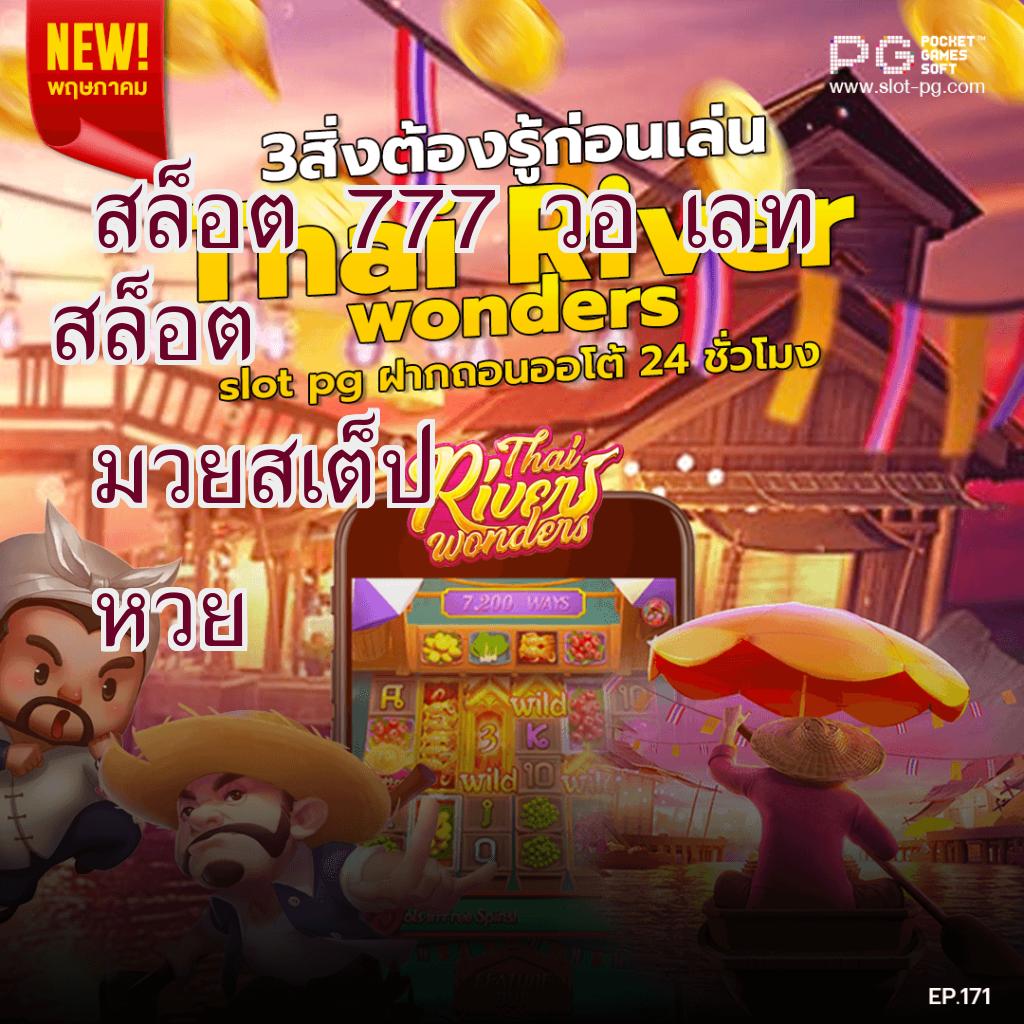 NEW!
พฤษภาคม
PG POCKET GAMES SOFT™
www.slot-pg.com
3สิ่งต้องรู้ก่อนเล่น
สล็อต 777 วอ เลท
Thai River
สล็อต
wonders
slot pg ฝากถอนออโต้ 24 ชั่วโมง
มวยสเต็ป
Thai
River
wonders
หวย
7,200 WAYS
A wild 10
3 K
wild 10 wild
J
Q
EP.171